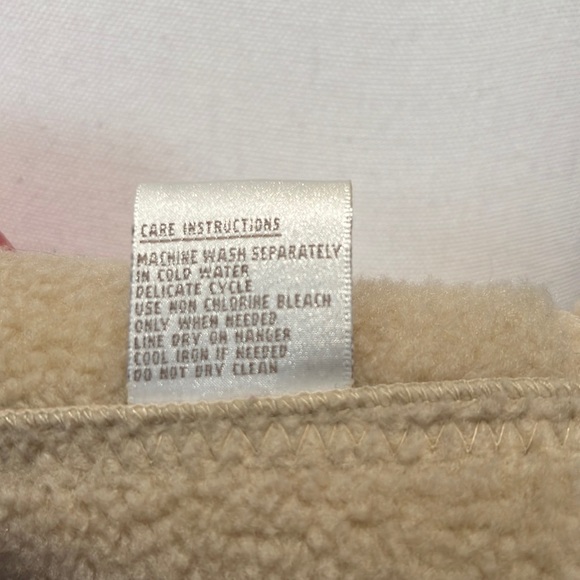 CARE INSTRUCTIONS
MACHINE WASH SEPARATELY
IN COLD WATER
DELICATE CYCLE
USE NON CHLORINE BLEACH
ONLY WHEN NEEDED
LINE DRY ON HANGER
COOL IRON IF NEEDED
DO NOT DRY CLEAN